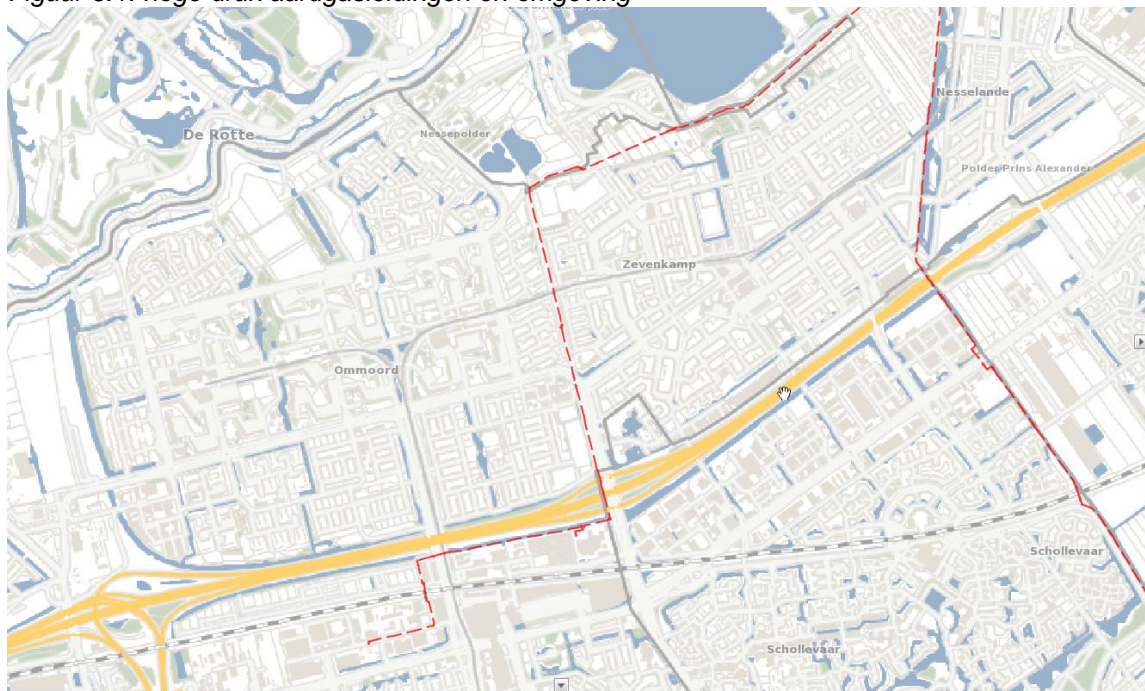 De Rotte
Nessepolder
Nesselande
Polder Prins Alexander
Zevenkamp
Ommoord
Schollevaar
Schollevaar